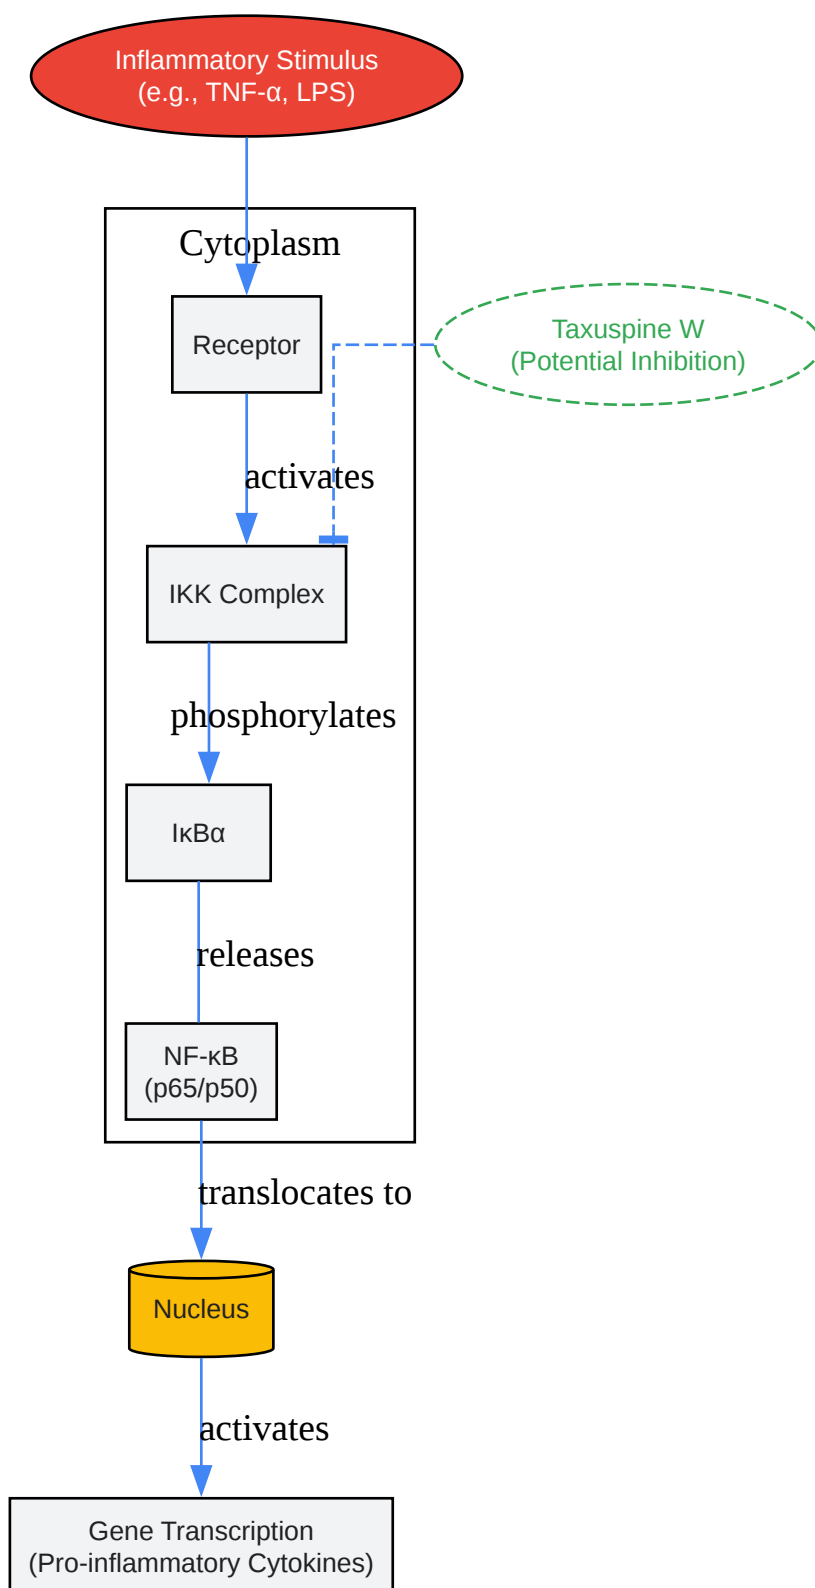 Inflammatory Stimulus
(e.g., TNF-α, LPS)
Cytoplasm
Receptor
Taxuspine W
(Potential Inhibition)
activates
IKK Complex
phosphorylates
IκBα
releases
NF-κB
(p65/p50)
translocates to
Nucleus
activates
Gene Transcription
(Pro-inflammatory Cytokines)